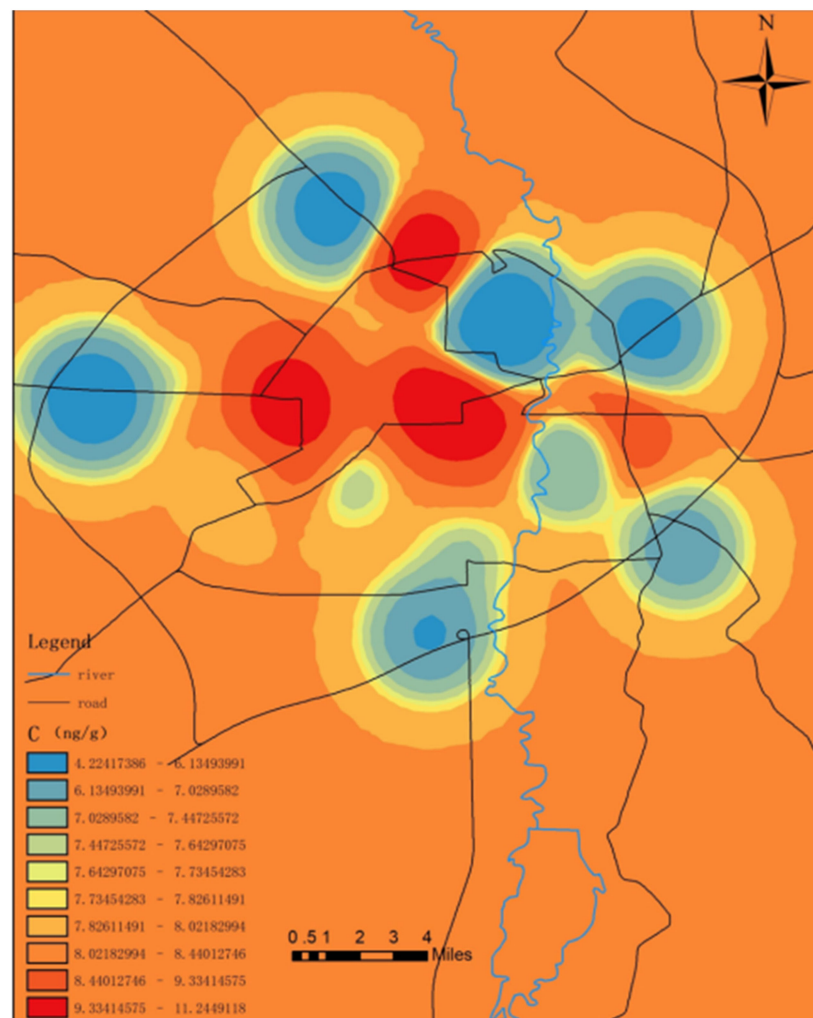 N
Legend
river
road
C (ng/g)
4.22417386 - 6.13493991
6.13493991 - 7.0289582
7.0289582 - 7.44725572
7.44725572 - 7.64297075
7.64297075 - 7.73454283
7.73454283 - 7.82611491
7.82611491 - 8.02182994
8.02182994 - 8.44012746
8.44012746 - 9.33414575
9.33414575 - 11.2449118
0 .5 1 2 3 4
Miles